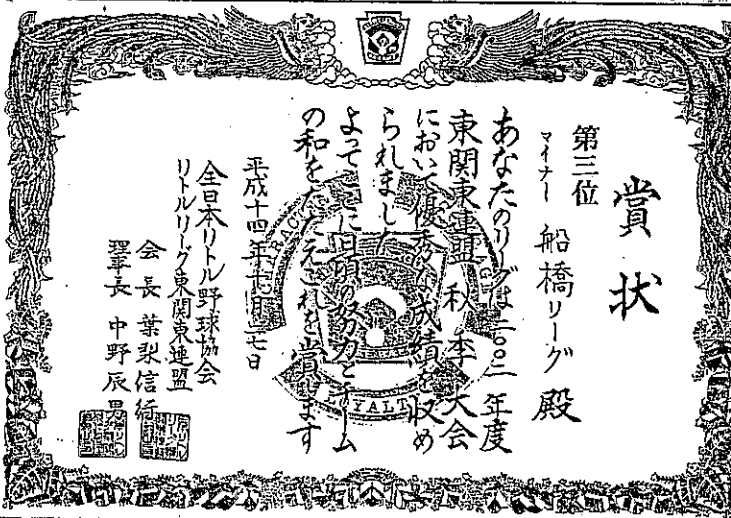 賞状
第三位
マイナー 船橋リーグ 殿
あなたのリーグは二〇〇二年度
東関東連盟 秋季大会
において優秀な成績を収め
られました
よってここに日頃の努力とチーム
の和をたたえこれを賞します
平成十四年十月二七日
全日本リトル野球協会
リトルリーグ東関東連盟
会長 葉梨信行
理事長 中野辰男
LOYALTY